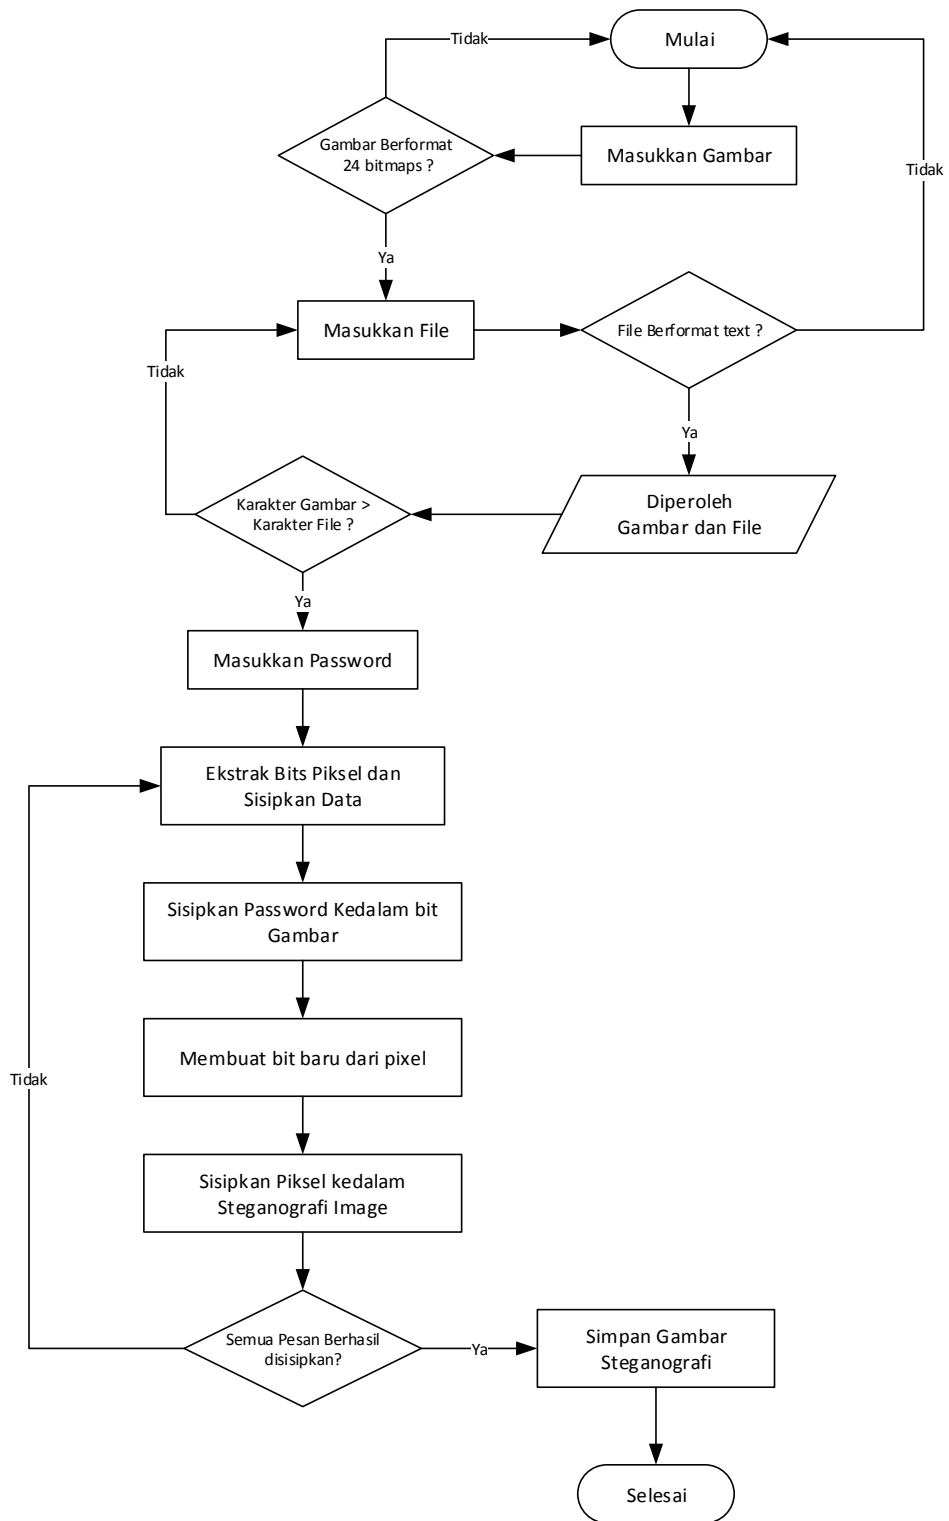 Mulai
Tidak
Masukkan Gambar
Gambar Berformat
24 bitmaps ?
Tidak
Ya
Masukkan File
File Berformat text ?
Tidak
Ya
Diperoleh
Gambar dan File
Karakter Gambar >
Karakter File ?
Ya
Masukkan Password
Ekstrak Bits Piksel dan
Sisipkan Data
Sisipkan Password Kedalam bit
Gambar
Membuat bit baru dari pixel
Tidak
Sisipkan Piksel kedalam
Steganografi Image
Semua Pesan Berhasil
disisipkan?
Ya
Simpan Gambar
Steganografi
Selesai